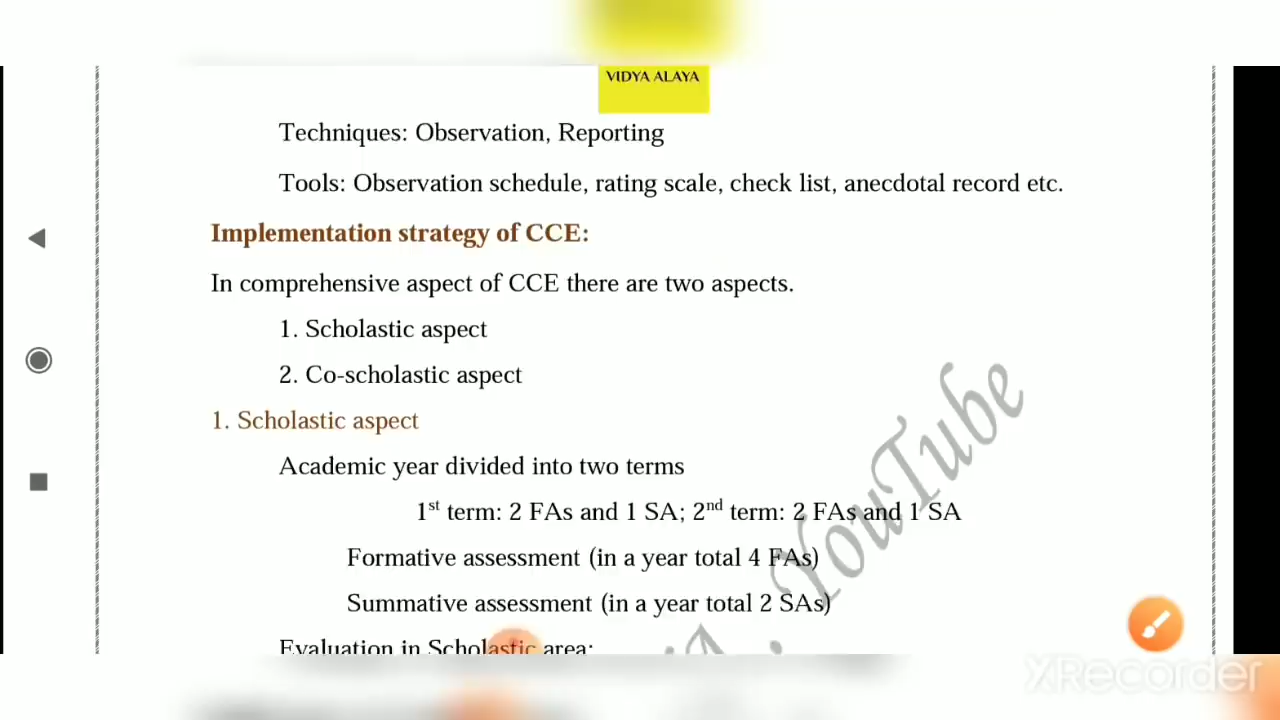 VIDYA ALAYA
Techniques: Observation, Reporting
Tools: Observation schedule, rating scale, check list, anecdotal record etc.
Implementation strategy of CCE:
In comprehensive aspect of CCE there are two aspects.
1. Scholastic aspect
2. Co-scholastic aspect
1. Scholastic aspect
Academic year divided into two terms
1st term: 2 FAs and 1 SA; 2nd term: 2 FAs and 1 SA
Formative assessment (in a year total 4 FAs)
Summative assessment (in a year total 2 SAs)
Evaluation in Scholastic area:
YouTube
XRecorder